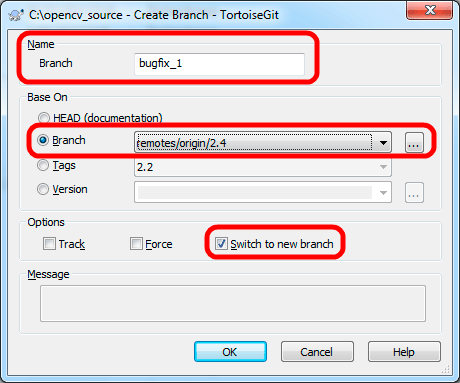 C:\opencv_source - Create Branch - TortoiseGit
Name
Branch bugfix_1
Base On
HEAD (documentation)
Branch remotes/origin/2.4 ...
Tags 2.2
Version ...
Options
Track Force Switch to new branch
Message
OK Cancel Help